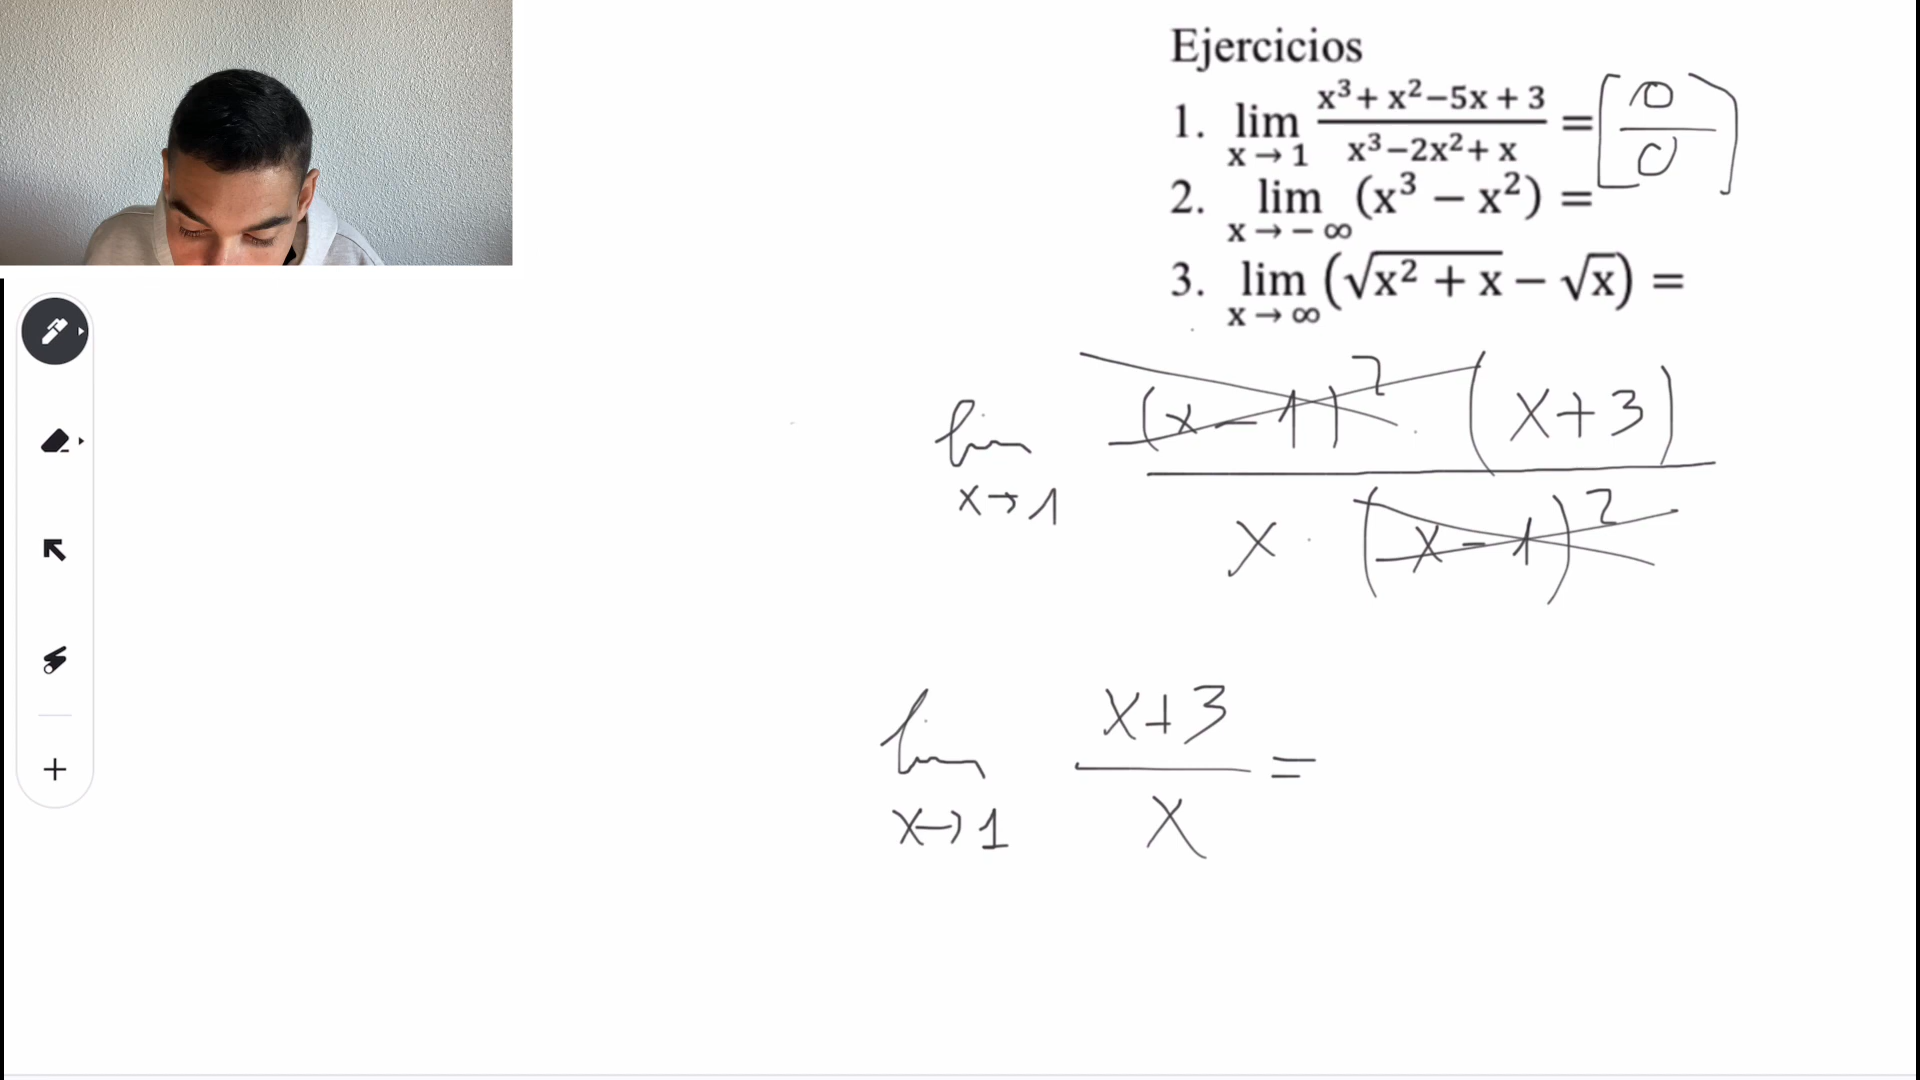 Ejercicios
1. lim x→1 (x³+ x²−5x + 3)/(x³−2x²+ x) = [0/0]
2. lim x→−∞ (x³ − x²) =
3. lim x→∞ (√(x² + x) − √x) =
lim x→1 ((x−1)² · (x+3))/(x · (x−1)²)
lim x→1 (x+3)/x =